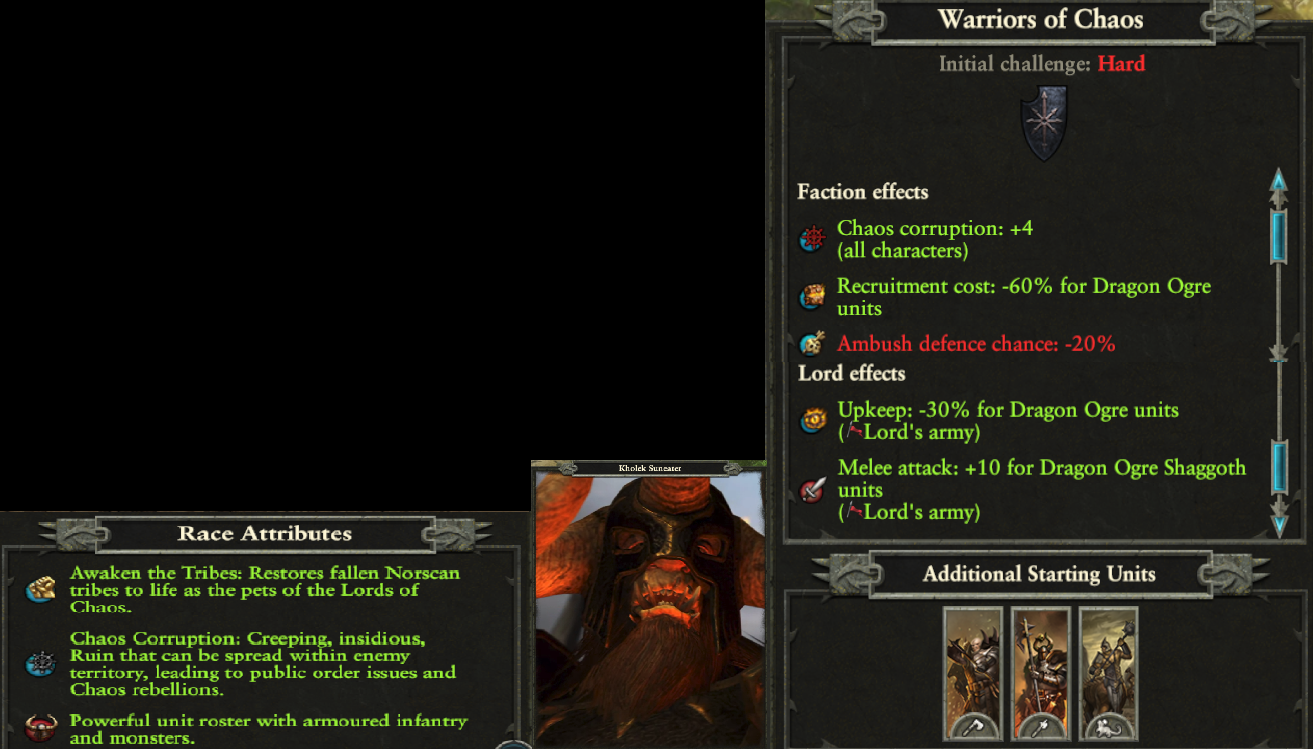 Warriors of Chaos
Initial challenge: Hard
Faction effects
Chaos corruption: +4
(all characters)
Recruitment cost: -60% for Dragon Ogre
units
Ambush defence chance: -20%
Lord effects
Upkeep: -30% for Dragon Ogre units
(Lord's army)
Melee attack: +10 for Dragon Ogre Shaggoth
units
(Lord's army)
Additional Starting Units
Kholek Suneater
Race Attributes
Awaken the Tribes: Restores fallen Norscan
tribes to life as the pets of the Lords of
Chaos.
Chaos Corruption: Creeping, insidious,
Ruin that can be spread within enemy
territory, leading to public order issues and
Chaos rebellions.
Powerful unit roster with armoured infantry
and monsters.